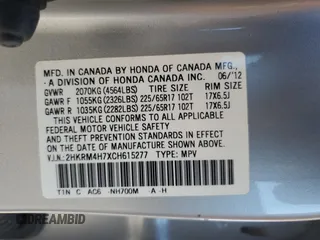 MFD. IN CANADA BY HONDA OF CANADA MFG.,
- A DIVISION OF HONDA CANADA INC. 06/'12
GVWR 2070KG (4564LBS) TIRE SIZE RIM SIZE
GAWR F 1055KG (2326LBS) 225/65R17 102T 17X6.5J
GAWR R 1035KG (2282LBS) 225/65R17 102T 17X6.5J
THIS VEHICLE CONFORMS TO ALL APPLICABLE
FEDERAL MOTOR VEHICLE SAFETY AND
THEFT PREVENTION STANDARDS IN EFFECT ON
THE DATE OF MANUFACTURE SHOWN ABOVE.
V.I.N.: 2HKRM4H7XCH615277 TYPE: MPV
C AC6 NH700M -A -H
© DREAMBID